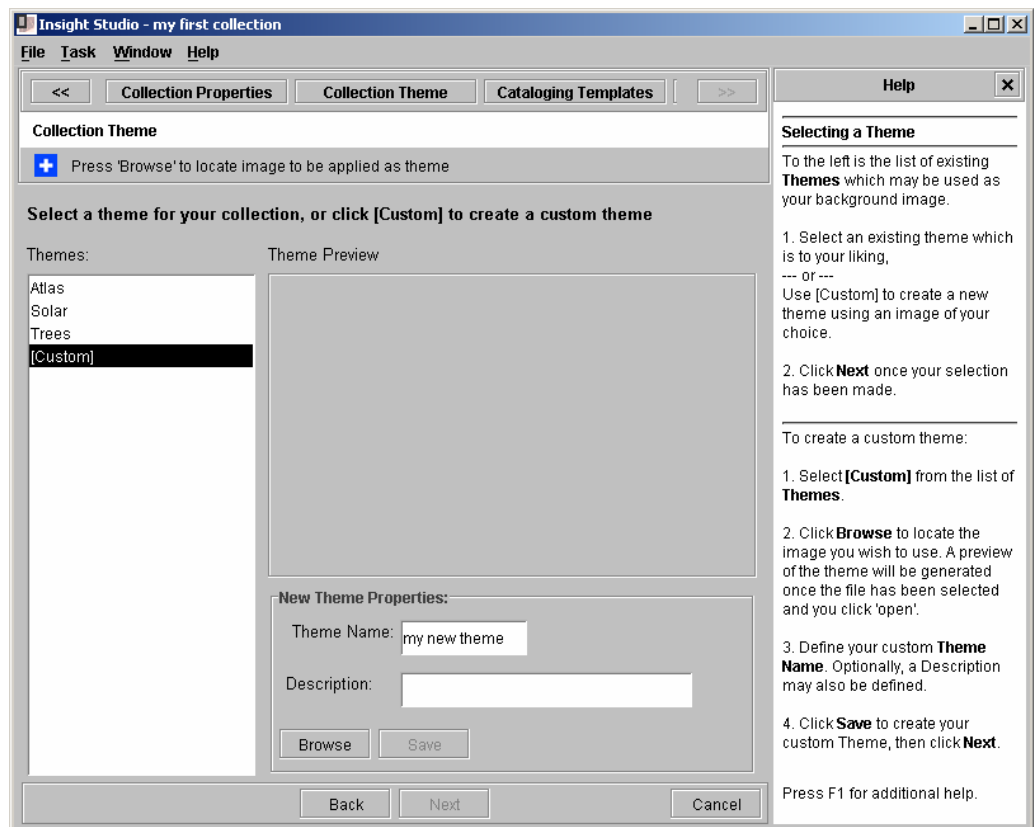 Insight Studio - my first collection
File Task Window Help
<< Collection Properties Collection Theme Cataloging Templates >>
Collection Theme
Press 'Browse' to locate image to be applied as theme
Select a theme for your collection, or click [Custom] to create a custom theme
Themes:
Atlas
Solar
Trees
[Custom]
Theme Preview
New Theme Properties:
Theme Name: my new theme
Description:
Browse Save
Back Next Cancel
Help
Selecting a Theme
To the left is the list of existing
Themes which may be used as
your background image.
1. Select an existing theme which
is to your liking,
--- or ---
Use [Custom] to create a new
theme using an image of your
choice.
2. Click Next once your selection
has been made.
To create a custom theme:
1. Select [Custom] from the list of
Themes.
2. Click Browse to locate the
image you wish to use. A preview
of the theme will be generated
once the file has been selected
and you click 'open'.
3. Define your custom Theme
Name. Optionally, a Description
may also be defined.
4. Click Save to create your
custom Theme, then click Next.
Press F1 for additional help.